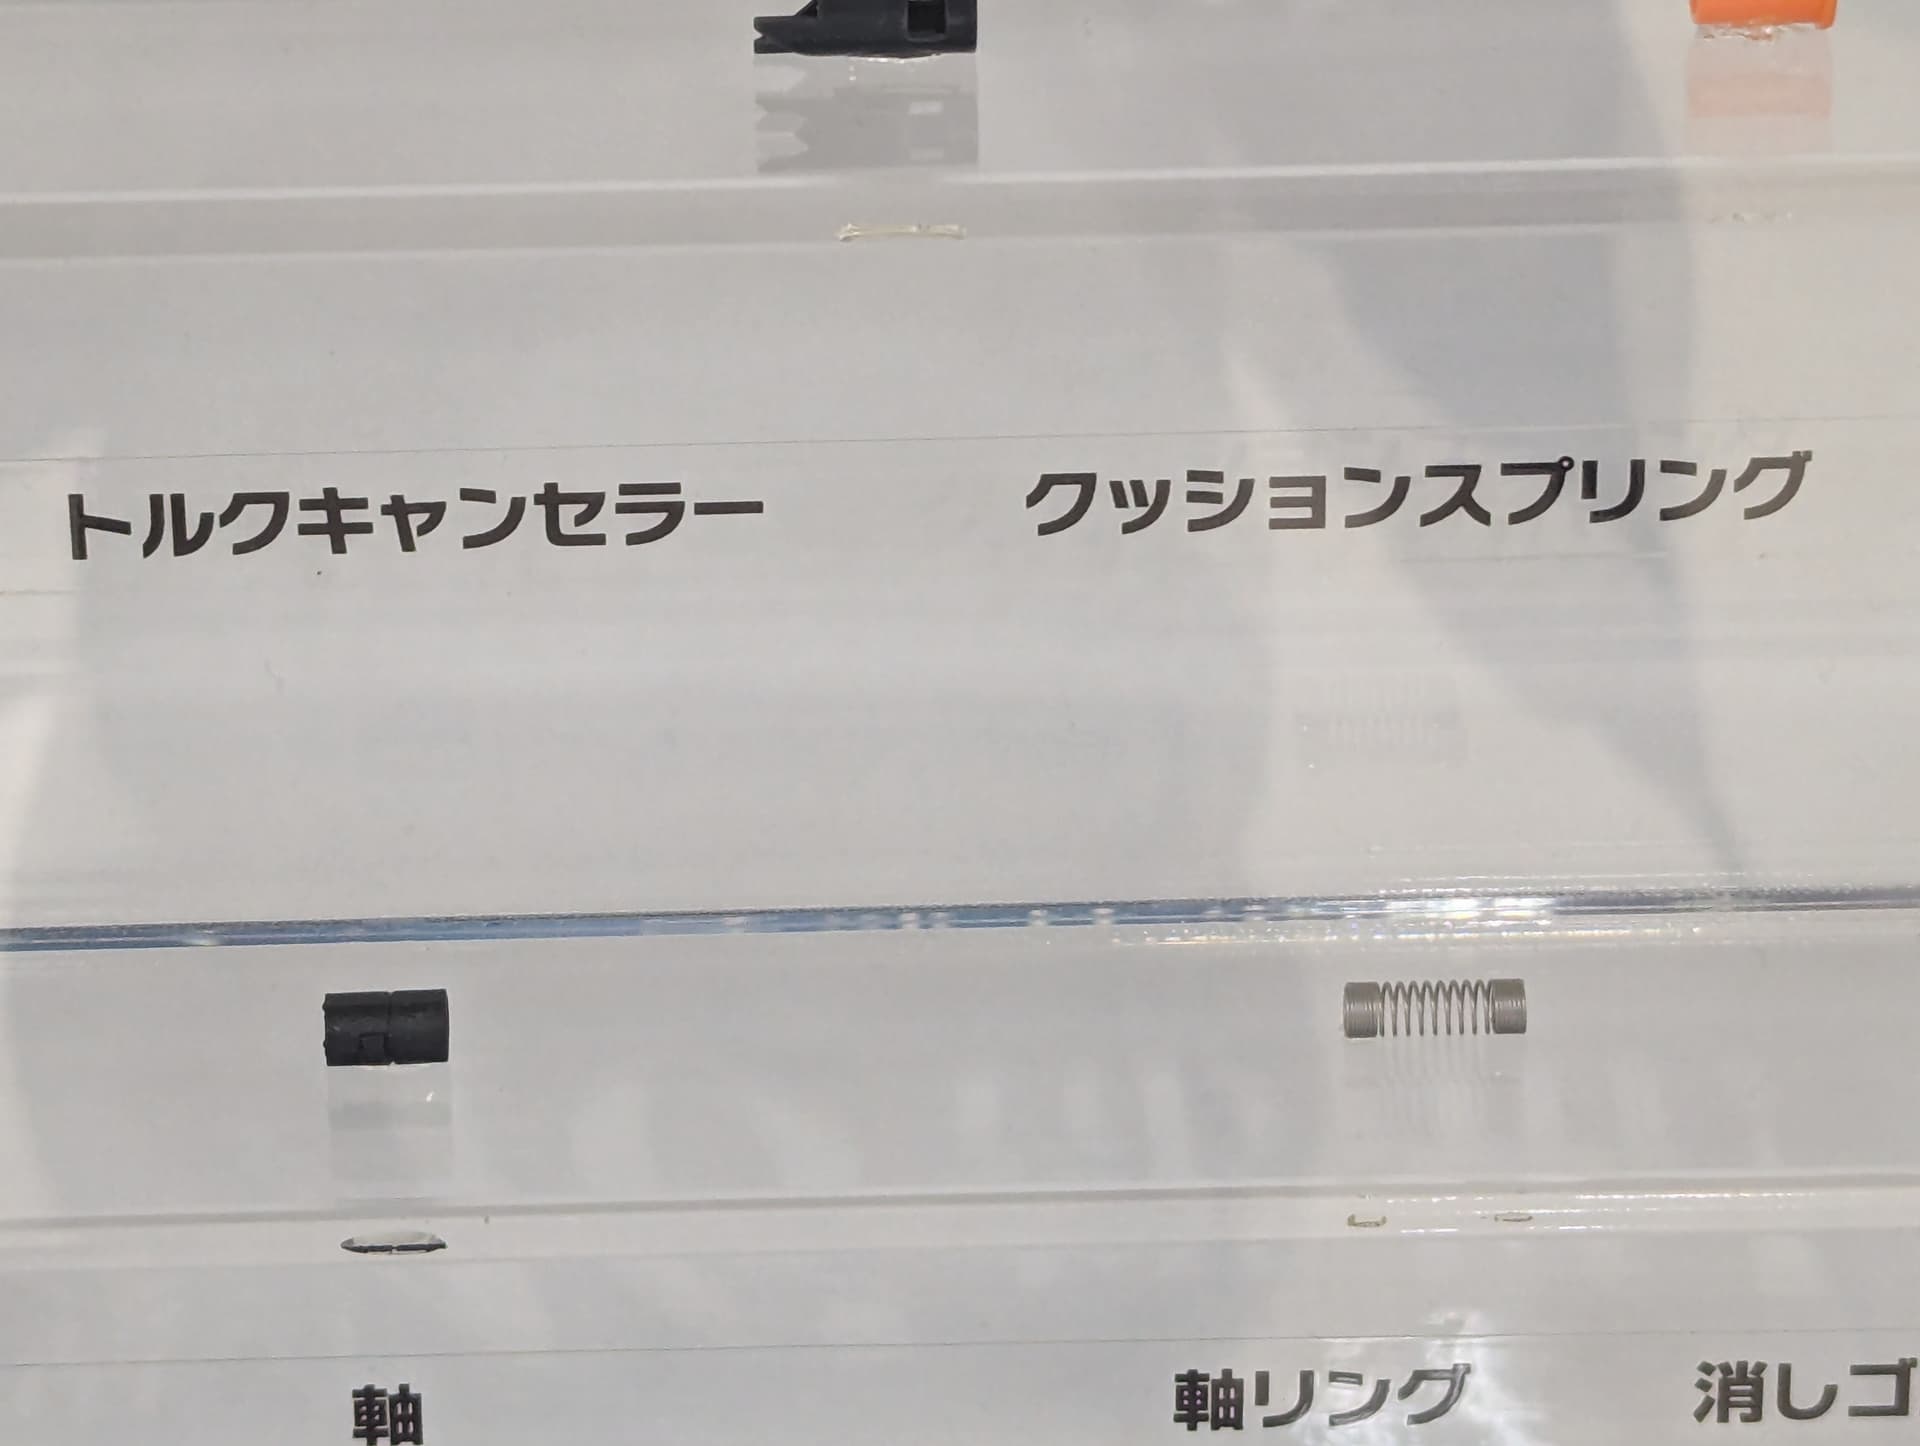 トルクキャンセラー
クッションスプリング
軸
軸リング
消しゴ